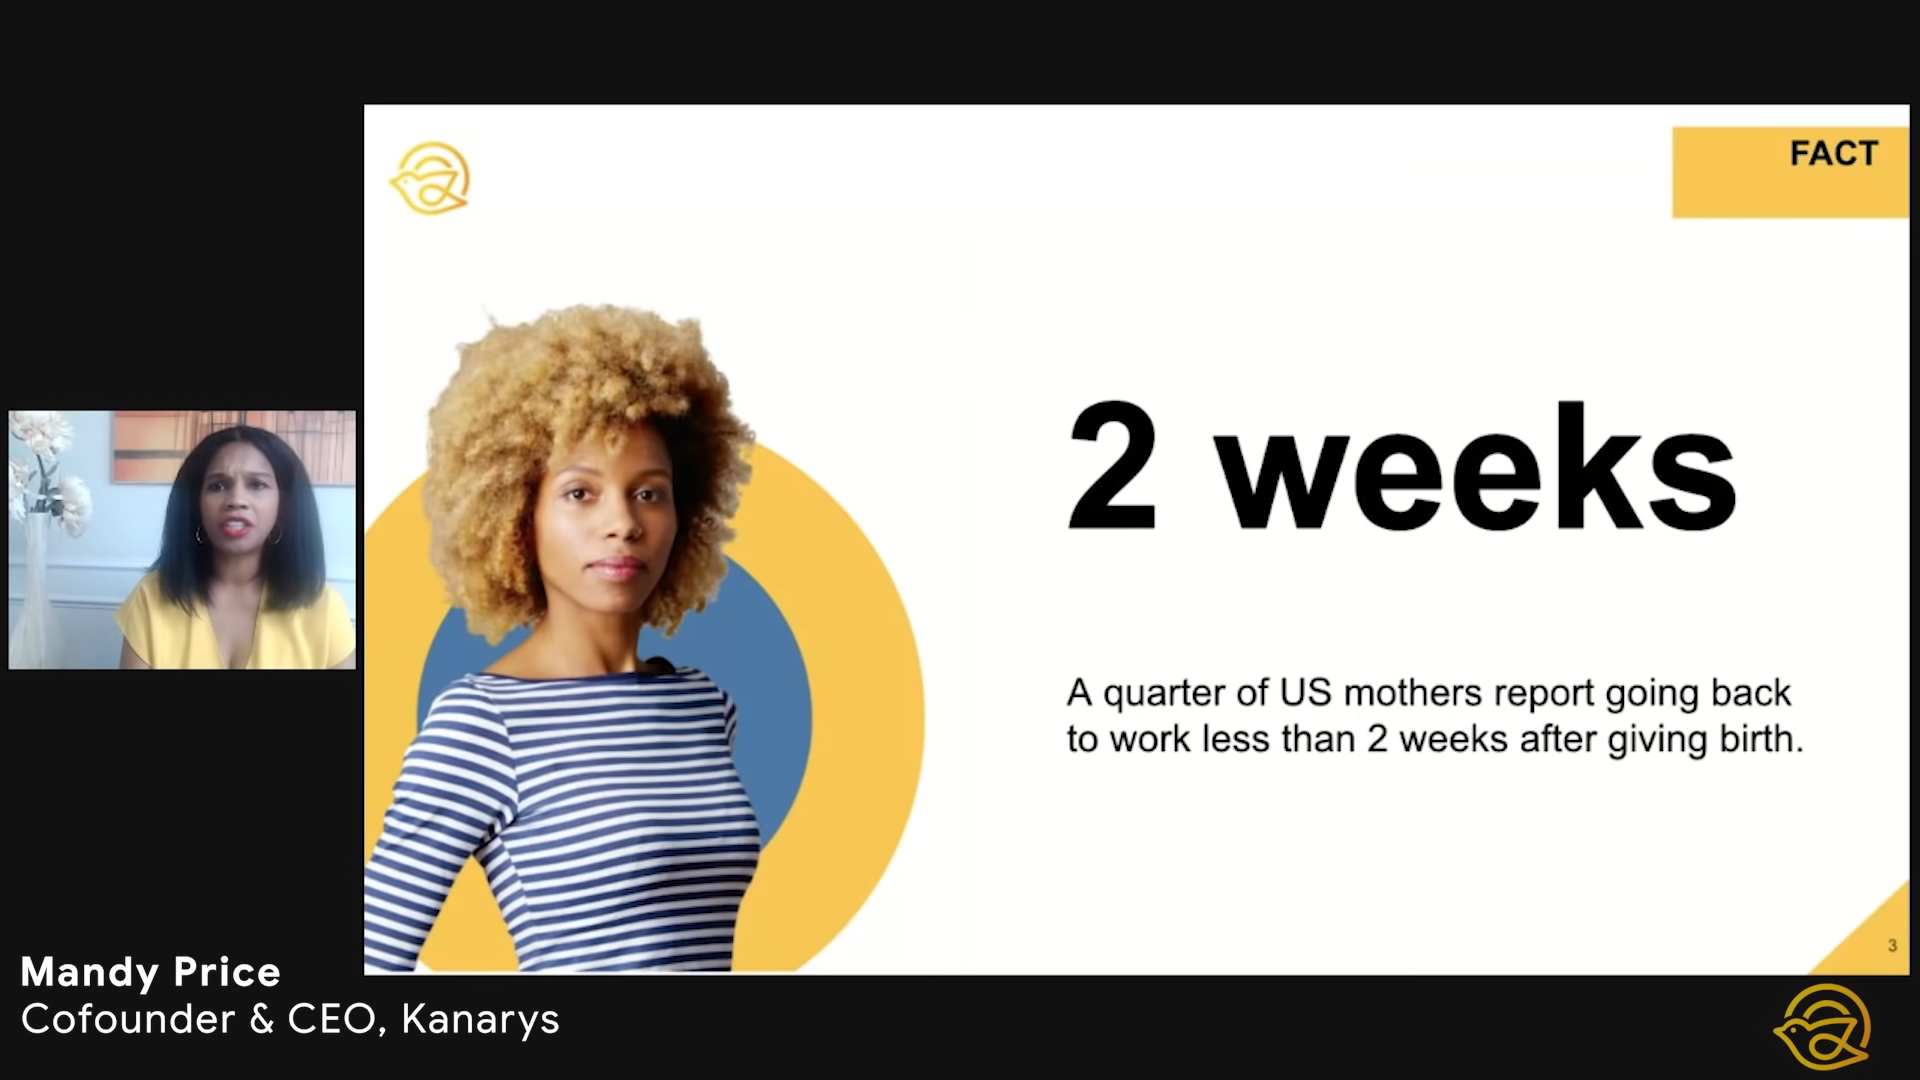 FACT
2 weeks
A quarter of US mothers report going back
to work less than 2 weeks after giving birth.
3
Mandy Price
Cofounder & CEO, Kanarys